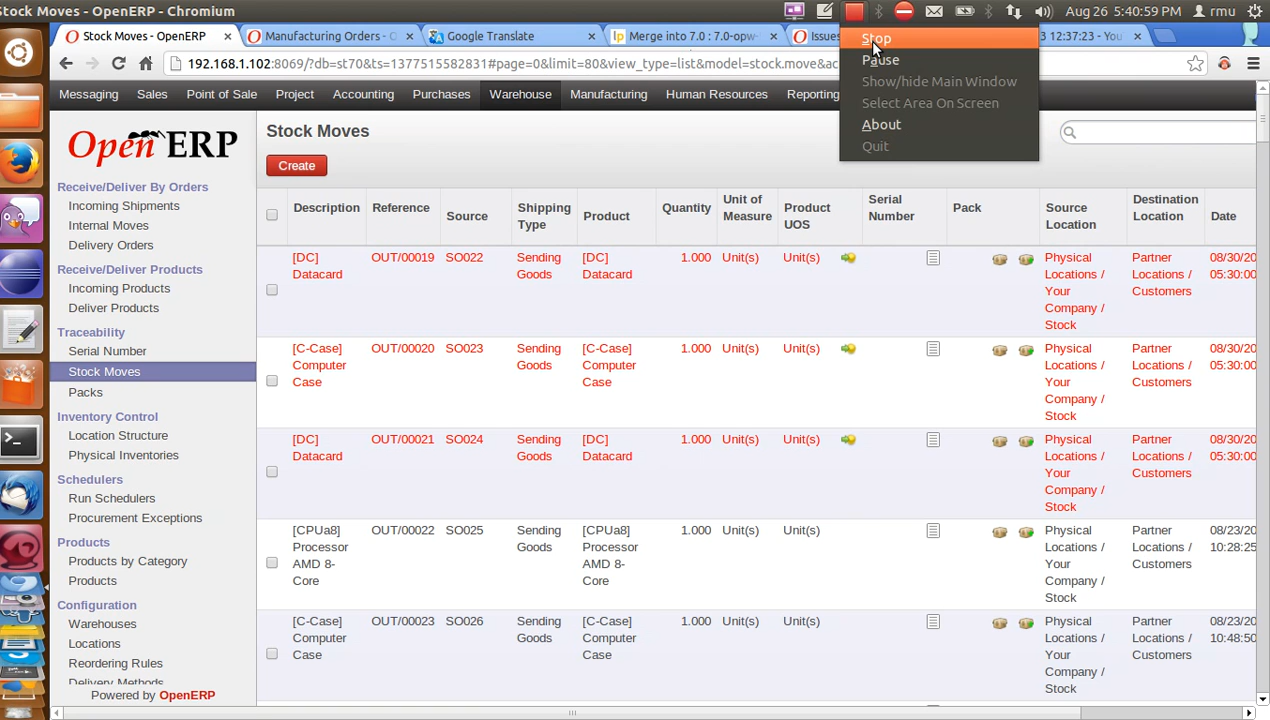 Stock Moves - OpenERP - Chromium
Aug 26 5:40:59 PM
rmu
Stock Moves - OpenERP
Manufacturing Orders -
Google Translate
Merge into 7.0 : 7.0-opw-
Issues
3 12:37:23 - You
192.168.1.102:8069/?db=st70&ts=1377515582831#page=0&limit=80&view_type=list&model=stock.move&ac
Stop
Pause
Show/hide Main Window
Select Area On Screen
About
Quit
Messaging Sales Point of Sale Project Accounting Purchases Warehouse Manufacturing Human Resources Reporting
OpenERP
Receive/Deliver By Orders
Incoming Shipments
Internal Moves
Delivery Orders
Receive/Deliver Products
Incoming Products
Deliver Products
Traceability
Serial Number
Stock Moves
Packs
Inventory Control
Location Structure
Physical Inventories
Schedulers
Run Schedulers
Procurement Exceptions
Products
Products by Category
Products
Configuration
Warehouses
Locations
Reordering Rules
Delivery Methods
Powered by OpenERP
Stock Moves
Create
Description Reference Source Shipping Type Product Quantity Unit of Measure Product UOS Serial Number Pack Source Location Destination Location Date
[DC] Datacard OUT/00019 SO022 Sending Goods [DC] Datacard 1.000 Unit(s) Unit(s) Physical Locations / Your Company / Stock Partner Locations / Customers 08/30/20 05:30:00
[C-Case] Computer Case OUT/00020 SO023 Sending Goods [C-Case] Computer Case 1.000 Unit(s) Unit(s) Physical Locations / Your Company / Stock Partner Locations / Customers 08/30/20 05:30:00
[DC] Datacard OUT/00021 SO024 Sending Goods [DC] Datacard 1.000 Unit(s) Unit(s) Physical Locations / Your Company / Stock Partner Locations / Customers 08/30/20 05:30:00
[CPUa8] Processor AMD 8-Core OUT/00022 SO025 Sending Goods [CPUa8] Processor AMD 8-Core 1.000 Unit(s) Unit(s) Physical Locations / Your Company / Stock Partner Locations / Customers 08/23/20 10:28:25
[C-Case] Computer Case OUT/00023 SO026 Sending Goods [C-Case] Computer Case 1.000 Unit(s) Unit(s) Physical Locations / Your Company / Stock Partner Locations / Customers 08/23/20 10:48:50